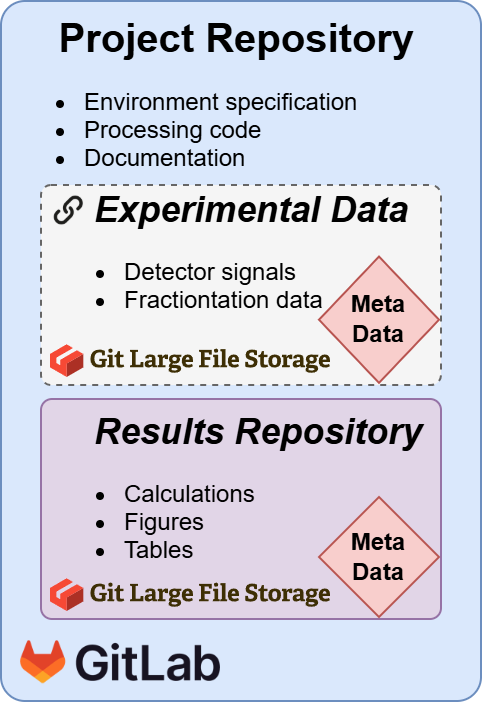 Project Repository
• Environment specification
• Processing code
• Documentation
Experimental Data
• Detector signals
• Fractiontation data
Meta
Data
Git Large File Storage
Results Repository
• Calculations
• Figures
• Tables
Meta
Data
Git Large File Storage
GitLab